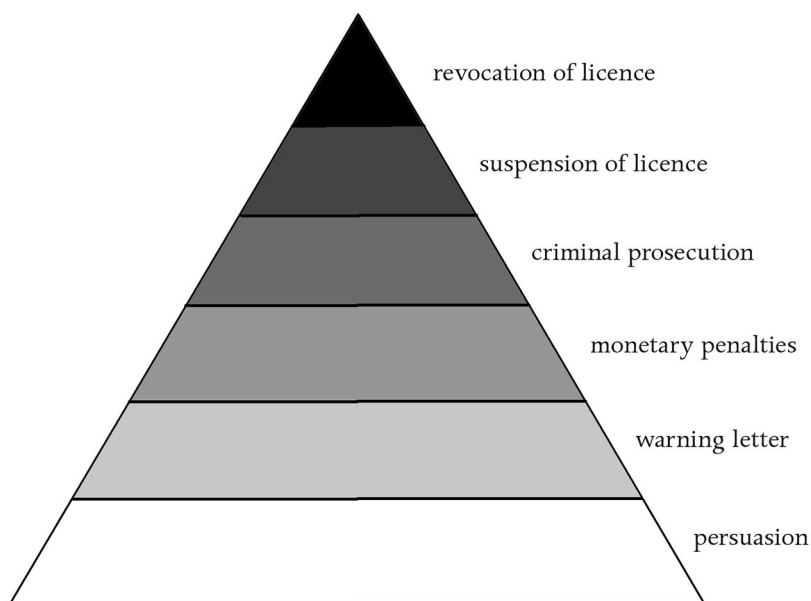 revocation of licence
suspension of licence
criminal prosecution
monetary penalties
warning letter
persuasion